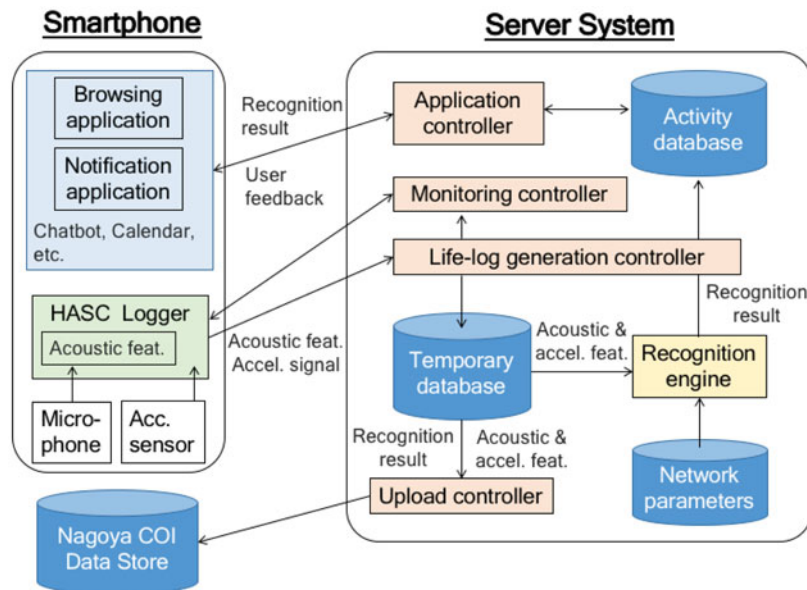 Smartphone
Server System
Browsing
application
Notification
application
Chatbot, Calendar,
etc.
Recognition
result
User
feedback
Application
controller
Activity
database
Monitoring controller
Life-log generation controller
HASC Logger
Acoustic feat.
Acoustic feat.
Accel. signal
Micro-
phone
Acc.
sensor
Temporary
database
Acoustic &
accel. feat.
Recognition
result
Recognition
engine
Recognition
result
Acoustic &
accel. feat.
Upload controller
Network
parameters
Nagoya COI
Data Store